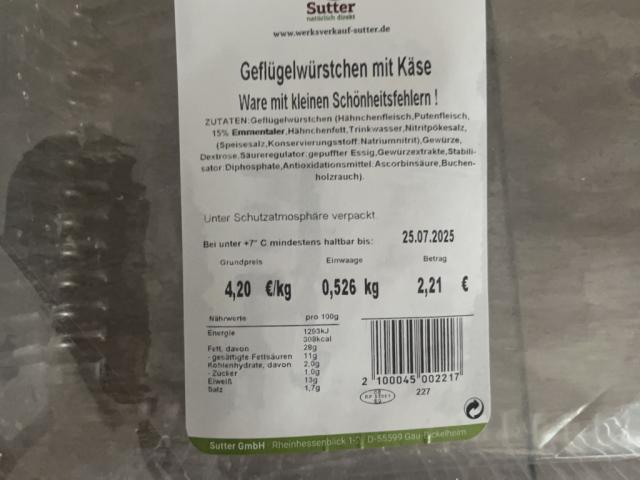 Sutter
natürlich direkt
www.werksverkauf-sutter.de
Geflügelwürstchen mit Käse
Ware mit kleinen Schönheitsfehlern !
ZUTATEN:Geflügelwürstchen (Hähnchenfleisch,Putenfleisch,
15% Emmentaler,Hähnchenfett,Trinkwasser,Nitritpökesalz,
(Speisesalz,Konservierungsstoff:Natriumnitrit),Gewürze,
Dextrose,Säureregulator:gepuffter Essig,Gewürzextrakte,Stabili-
sator:Diphosphate,Antioxidationsmittel:Ascorbinsäure,Buchen-
holzrauch).
Unter Schutzatmosphäre verpackt.
Bei unter +7° C mindestens haltbar bis: 25.07.2025
Grundpreis Einwaage Betrag
4,20 €/kg 0,526 kg 2,21 €
Nährwerte pro 100g
Energie 1293kJ
309kcal
Fett, davon 28g
- gesättigte Fettsäuren 11g
Kohlenhydrate, davon 2,0g
- Zucker 1,0g
Eiweiß 13g
Salz 1,7g
2 100045 002217
227
Sutter GmbH Rheinhessenblick 1- D-55599 Gau-Bickelheim